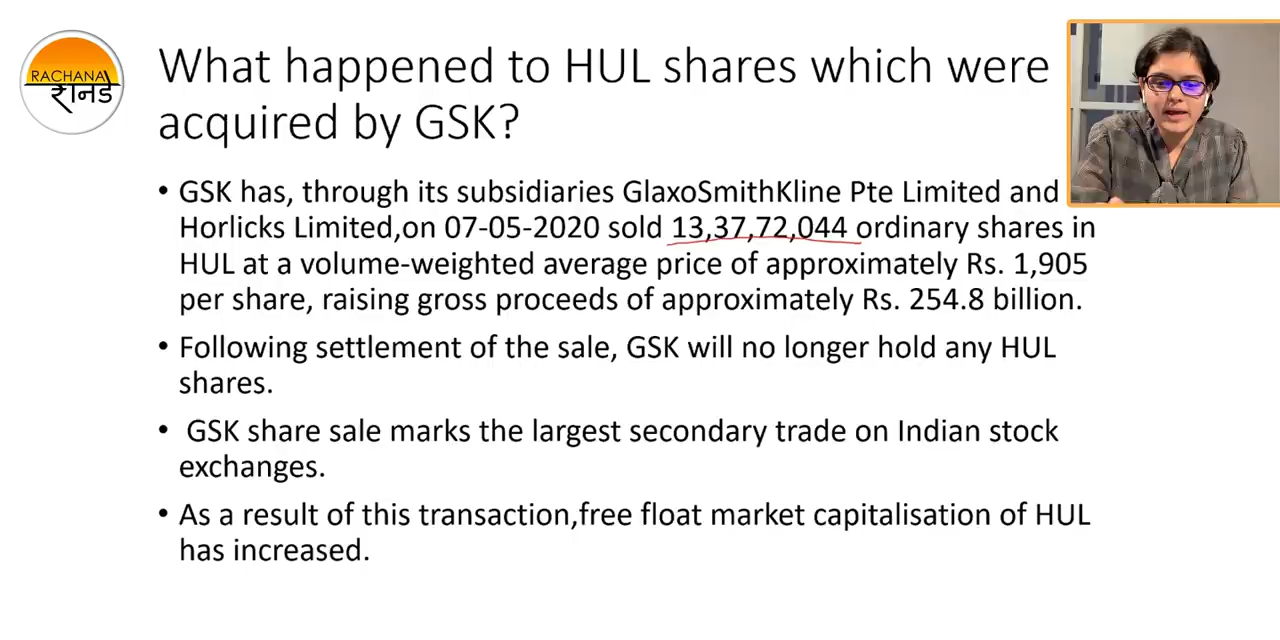 RACHANA
रानडे
What happened to HUL shares which were
acquired by GSK?
• GSK has, through its subsidiaries GlaxoSmithKline Pte Limited and
Horlicks Limited,on 07-05-2020 sold 13,37,72,044 ordinary shares in
HUL at a volume-weighted average price of approximately Rs. 1,905
per share, raising gross proceeds of approximately Rs. 254.8 billion.
• Following settlement of the sale, GSK will no longer hold any HUL
shares.
• GSK share sale marks the largest secondary trade on Indian stock
exchanges.
• As a result of this transaction,free float market capitalisation of HUL
has increased.